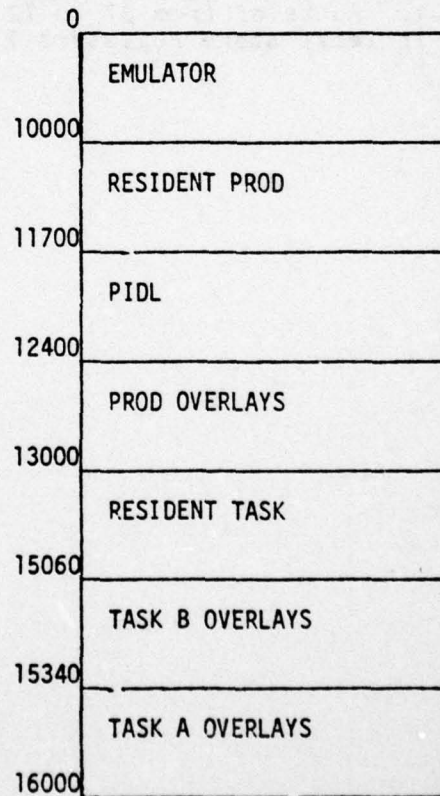 0
EMULATOR
10000
RESIDENT PROD
11700
PIDL
12400
PROD OVERLAYS
13000
RESIDENT TASK
15060
TASK B OVERLAYS
15340
TASK A OVERLAYS
16000